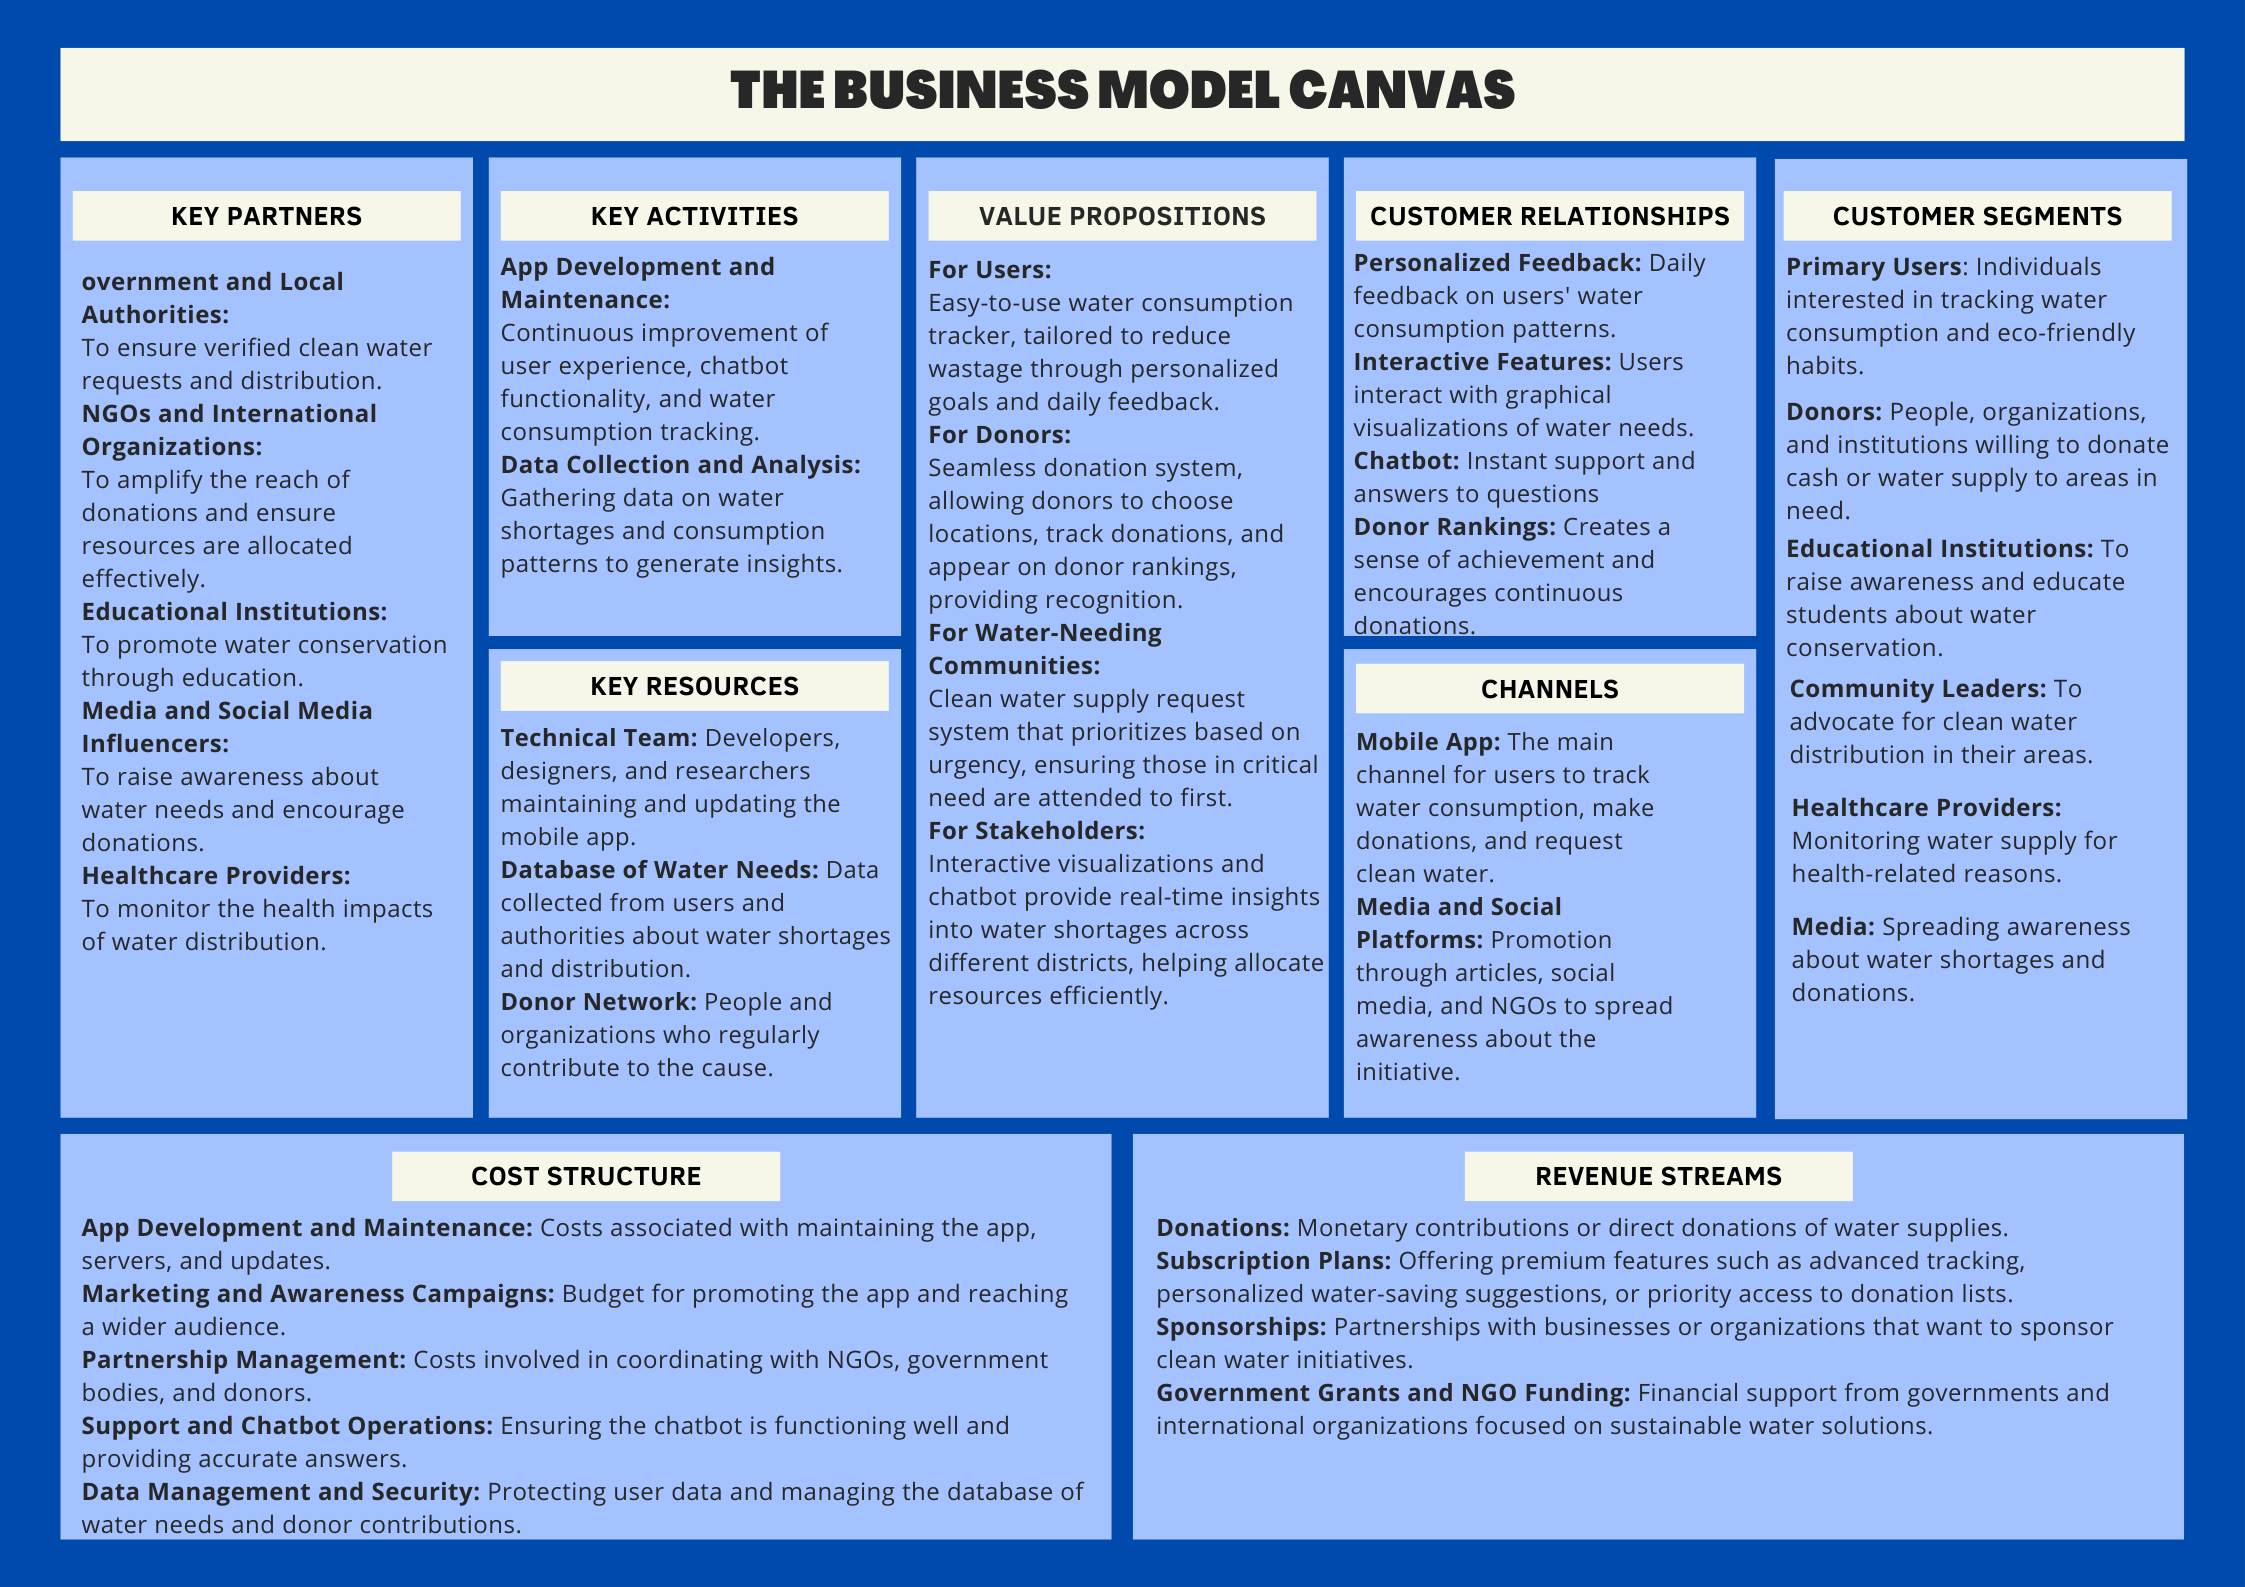 THE BUSINESS MODEL CANVAS
KEY PARTNERS
overnment and Local
Authorities:
To ensure verified clean water
requests and distribution.
NGOs and International
Organizations:
To amplify the reach of
donations and ensure
resources are allocated
effectively.
Educational Institutions:
To promote water conservation
through education.
Media and Social Media
Influencers:
To raise awareness about
water needs and encourage
donations.
Healthcare Providers:
To monitor the health impacts
of water distribution.
KEY ACTIVITIES
App Development and
Maintenance:
Continuous improvement of
user experience, chatbot
functionality, and water
consumption tracking.
Data Collection and Analysis:
Gathering data on water
shortages and consumption
patterns to generate insights.
KEY RESOURCES
Technical Team: Developers,
designers, and researchers
maintaining and updating the
mobile app.
Database of Water Needs: Data
collected from users and
authorities about water shortages
and distribution.
Donor Network: People and
organizations who regularly
contribute to the cause.
VALUE PROPOSITIONS
For Users:
Easy-to-use water consumption
tracker, tailored to reduce
wastage through personalized
goals and daily feedback.
For Donors:
Seamless donation system,
allowing donors to choose
locations, track donations, and
appear on donor rankings,
providing recognition.
For Water-Needing
Communities:
Clean water supply request
system that prioritizes based on
urgency, ensuring those in critical
need are attended to first.
For Stakeholders:
Interactive visualizations and
chatbot provide real-time insights
into water shortages across
different districts, helping allocate
resources efficiently.
CUSTOMER RELATIONSHIPS
Personalized Feedback: Daily
feedback on users' water
consumption patterns.
Interactive Features: Users
interact with graphical
visualizations of water needs.
Chatbot: Instant support and
answers to questions
Donor Rankings: Creates a
sense of achievement and
encourages continuous
donations.
CHANNELS
Mobile App: The main
channel for users to track
water consumption, make
donations, and request
clean water.
Media and Social
Platforms: Promotion
through articles, social
media, and NGOs to spread
awareness about the
initiative.
CUSTOMER SEGMENTS
Primary Users: Individuals
interested in tracking water
consumption and eco-friendly
habits.
Donors: People, organizations,
and institutions willing to donate
cash or water supply to areas in
need.
Educational Institutions: To
raise awareness and educate
students about water
conservation.
Community Leaders: To
advocate for clean water
distribution in their areas.
Healthcare Providers:
Monitoring water supply for
health-related reasons.
Media: Spreading awareness
about water shortages and
donations.
COST STRUCTURE
App Development and Maintenance: Costs associated with maintaining the app,
servers, and updates.
Marketing and Awareness Campaigns: Budget for promoting the app and reaching
a wider audience.
Partnership Management: Costs involved in coordinating with NGOs, government
bodies, and donors.
Support and Chatbot Operations: Ensuring the chatbot is functioning well and
providing accurate answers.
Data Management and Security: Protecting user data and managing the database of
water needs and donor contributions.
REVENUE STREAMS
Donations: Monetary contributions or direct donations of water supplies.
Subscription Plans: Offering premium features such as advanced tracking,
personalized water-saving suggestions, or priority access to donation lists.
Sponsorships: Partnerships with businesses or organizations that want to sponsor
clean water initiatives.
Government Grants and NGO Funding: Financial support from governments and
international organizations focused on sustainable water solutions.